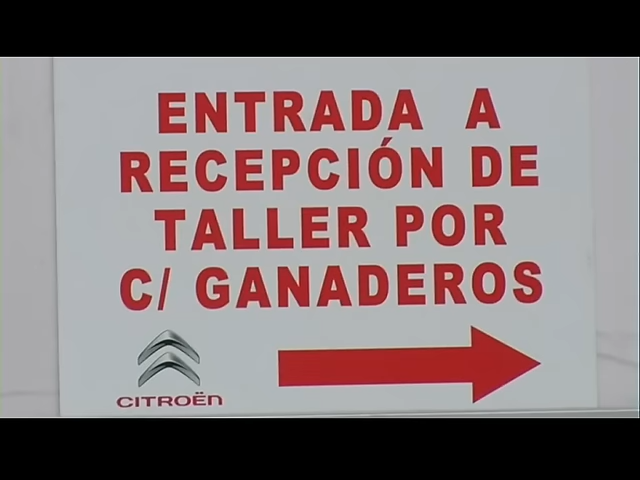 ENTRADA A
RECEPCIÓN DE
TALLER POR
C/ GANADEROS
CITROËN